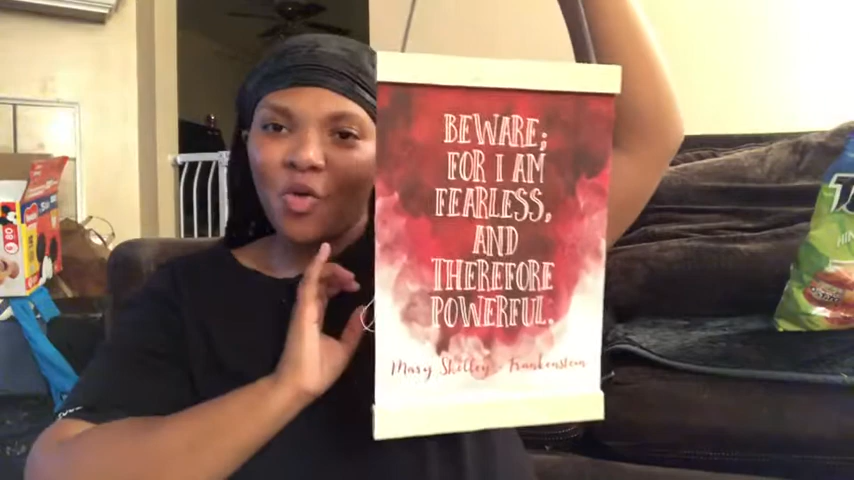 BEWARE;
FOR I AM
FEARLESS,
AND
THEREFORE
POWERFUL.
Mary Shelley - Frankenstein